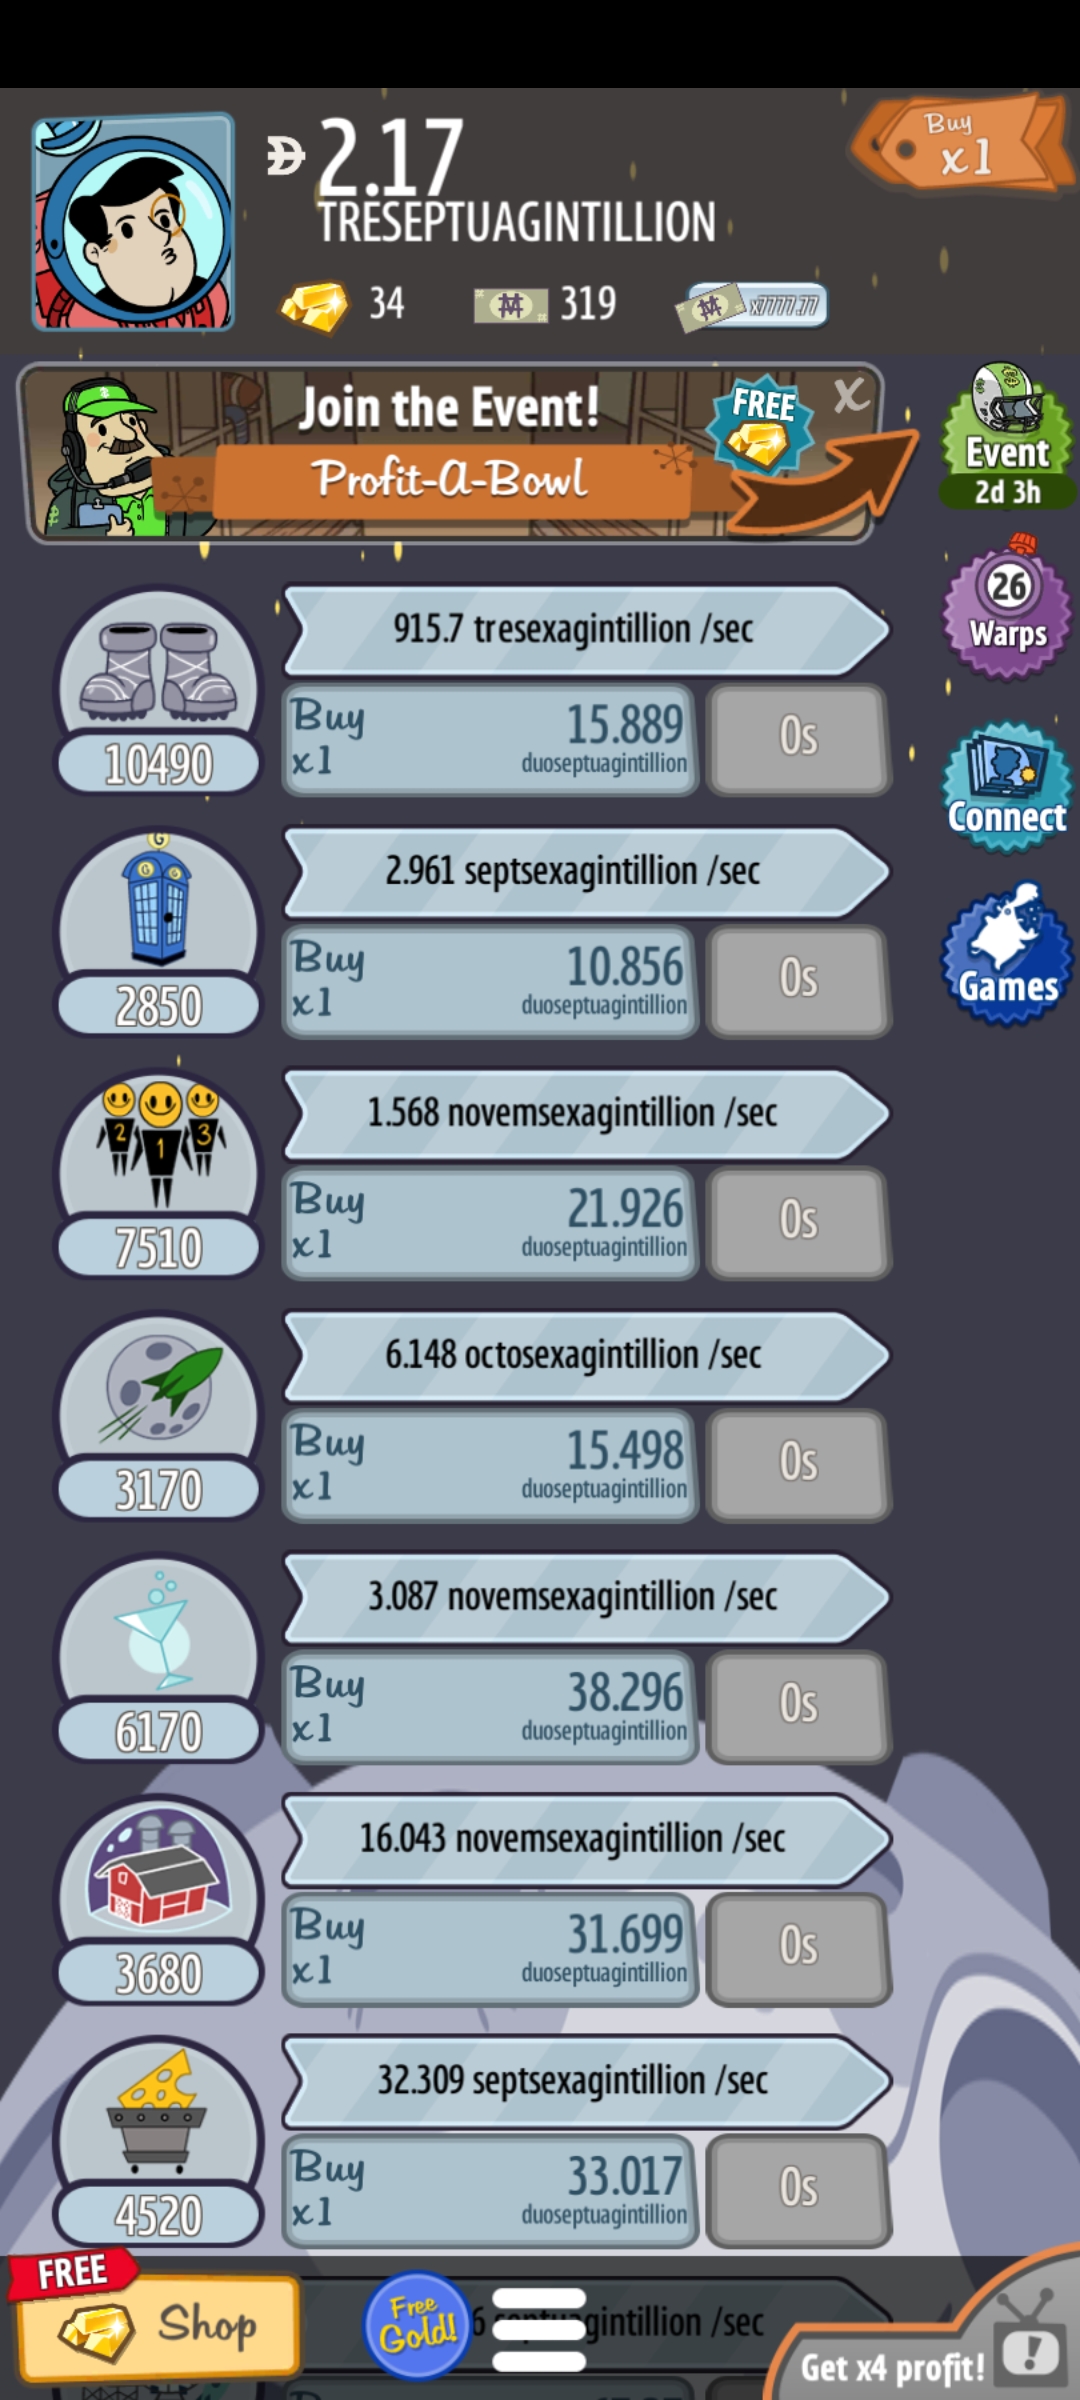 2.17
TRESEPTUAGINTILLION
Buy
x1
34
319
x7777.77
Join the Event!
Profit-A-Bowl
FREE
X
Event
2d 3h
26
Warps
Connect
Games
915.7 tresexagintillion /sec
Buy
x1
15.889
duoseptuagintillion
0s
10490
G
G G
2.961 septsexagintillion /sec
Buy
x1
10.856
duoseptuagintillion
0s
2850
2 1 3
1.568 novemsexagintillion /sec
Buy
x1
21.926
duoseptuagintillion
0s
7510
6.148 octosexagintillion /sec
Buy
x1
15.498
duoseptuagintillion
0s
3170
3.087 novemsexagintillion /sec
Buy
x1
38.296
duoseptuagintillion
0s
6170
16.043 novemsexagintillion /sec
Buy
x1
31.699
duoseptuagintillion
0s
3680
32.309 septsexagintillion /sec
Buy
x1
33.017
duoseptuagintillion
0s
4520
FREE
Shop
Free
Gold!
/sec
Get x4 profit!
!
Buy